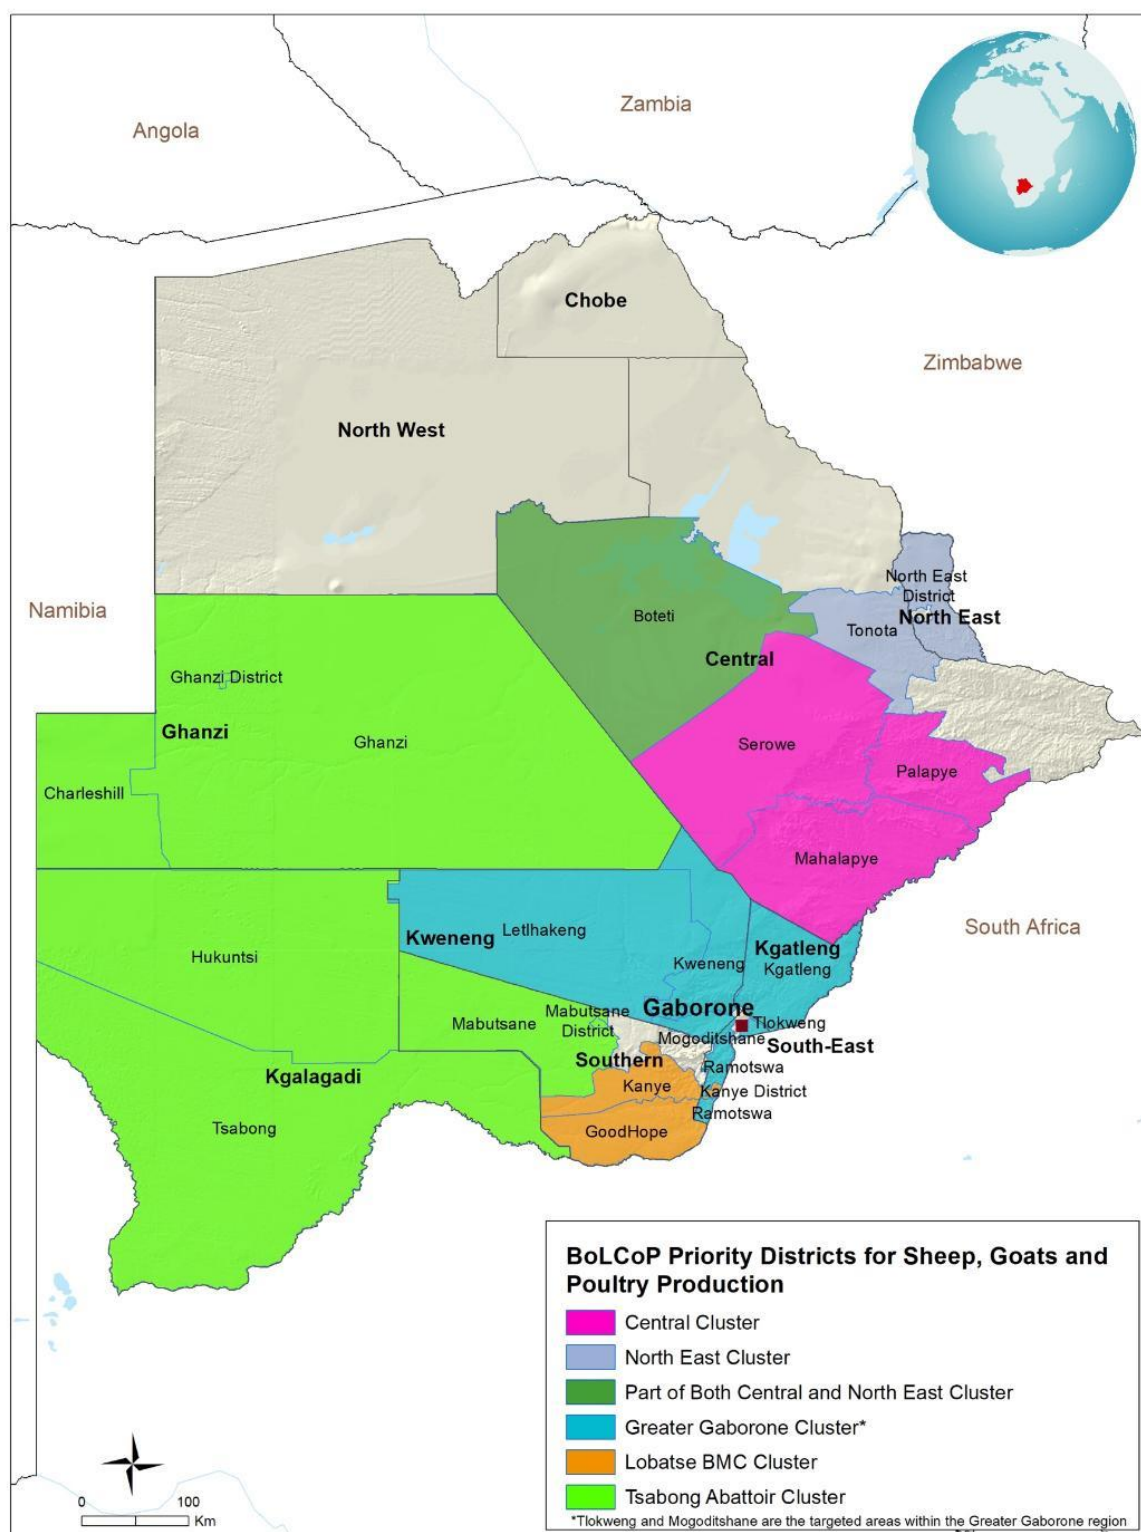 Angola
Zambia
Chobe
Zimbabwe
North West
Namibia
North East
District
North East
Boteti
Tonota
Central
Ghanzi District
Ghanzi
Ghanzi
Serowe
Palapye
Charleshill
Mahalapye
South Africa
Letlhakeng
Kweneng
Kgatleng
Kgatleng
Hukuntsi
Kweneng
Gaborone
Mabutsane
Mabutsane
District
Tlokweng
Mogoditshane
South-East
Southern
Ramotswa
Kgalagadi
Kanye
Kanye District
Ramotswa
Tsabong
GoodHope
BoLCoP Priority Districts for Sheep, Goats and
Poultry Production
Central Cluster
North East Cluster
Part of Both Central and North East Cluster
Greater Gaborone Cluster*
Lobatse BMC Cluster
Tsabong Abattoir Cluster
*Tlokweng and Mogoditshane are the targeted areas within the Greater Gaborone region
0 100
Km